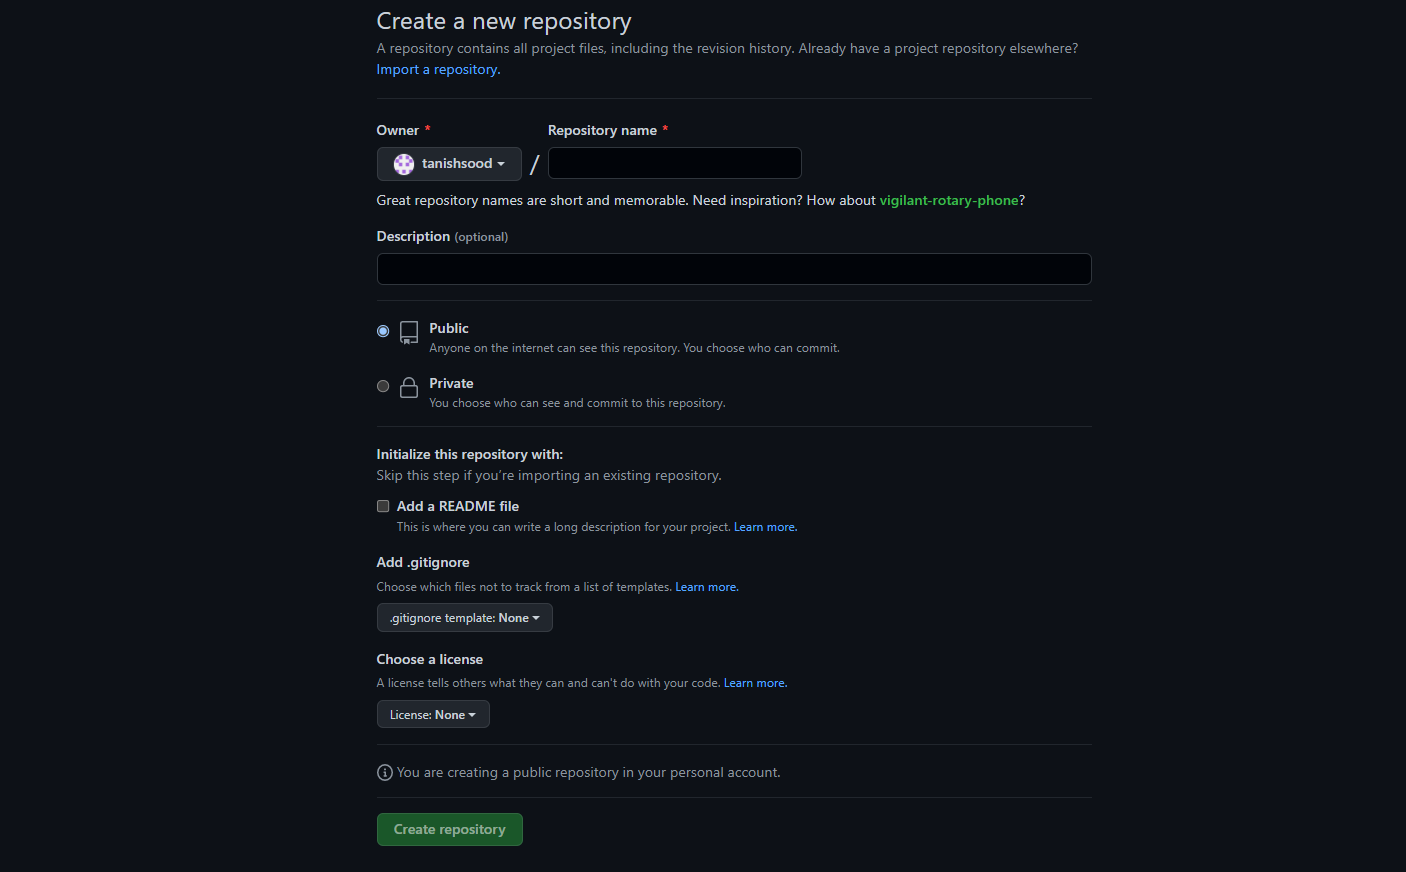 Create a new repository
A repository contains all project files, including the revision history. Already have a project repository elsewhere?
Import a repository.
Owner * Repository name *
tanishsood /
Great repository names are short and memorable. Need inspiration? How about vigilant-rotary-phone?
Description (optional)
Public
Anyone on the internet can see this repository. You choose who can commit.
Private
You choose who can see and commit to this repository.
Initialize this repository with:
Skip this step if you're importing an existing repository.
Add a README file
This is where you can write a long description for your project. Learn more.
Add .gitignore
Choose which files not to track from a list of templates. Learn more.
.gitignore template: None
Choose a license
A license tells others what they can and can't do with your code. Learn more.
License: None
You are creating a public repository in your personal account.
Create repository